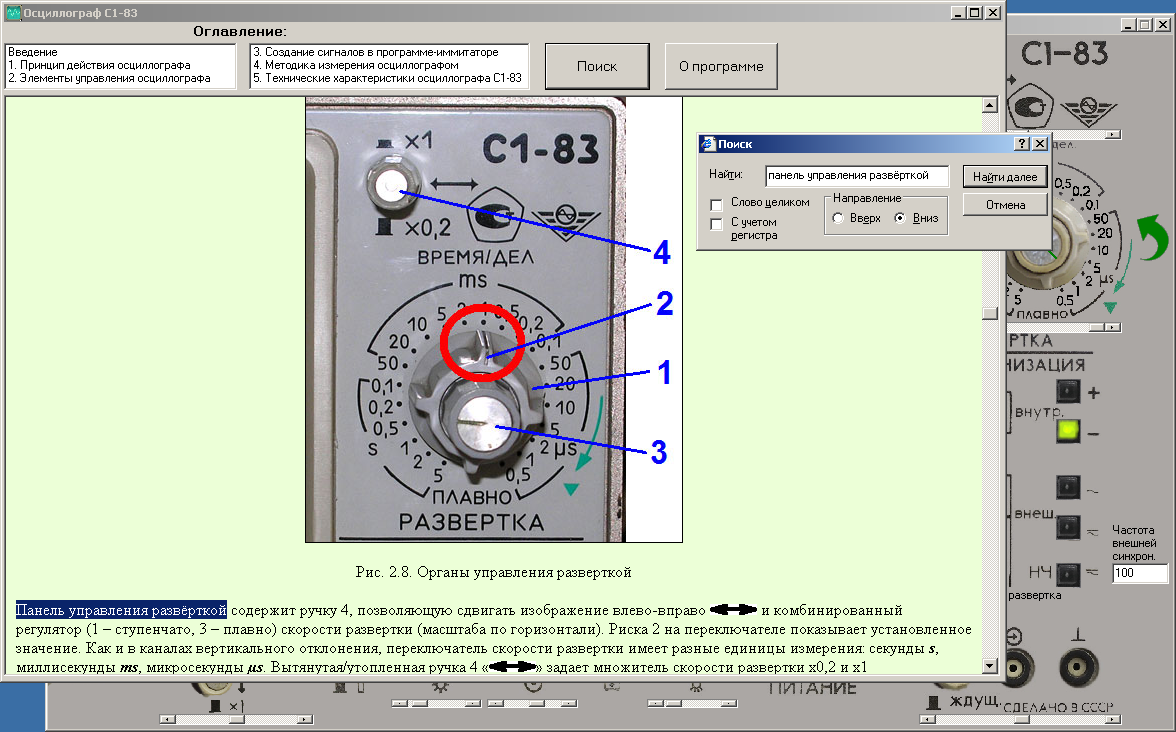 Осциллограф С1-83
Оглавление:
Введение
1. Принцип действия осциллографа
2. Элементы управления осциллографа
3. Создание сигналов в программе-иммитаторе
4. Методика измерения осциллографом
5. Технические характеристики осциллографа С1-83
Поиск
О программе
×1
С1-83
×0,2
ВРЕМЯ/ДЕЛ
ms
50 20 10 5 2 1 0,5 0,2 0,1
50 20 10 5 2 1 0,5
μs
0,1 0,2 0,5 1 2 5
s
ПЛАВНО
РАЗВЕРТКА
4
2
1
3
Рис. 2.8. Органы управления разверткой
Панель управления развёрткой содержит ручку 4, позволяющую сдвигать изображение влево-вправо и комбинированный
регулятор (1 – ступенчато, 3 – плавно) скорости развертки (масштаба по горизонтали). Риска 2 на переключателе показывает установленное
значение. Как и в каналах вертикального отклонения, переключатель скорости развертки имеет разные единицы измерения: секунды s,
миллисекунды ms, микросекунды μs. Вытянутая/утопленная ручка 4 « » задает множитель скорости развертки x0,2 и x1
Поиск
Найти:
панель управления развёрткой
Найти далее
Отмена
Слово целиком
С учетом
регистра
Направление
Вверх
Вниз
С1-83
дел.
0,5
0,2
0,1
50
20
10
5
2
μs
1
0,5
5
ПЛАВНО
РТКА
НИЗАЦИЯ
внутр.
+
−
внеш.
~
≂
НЧ
≂
Частота
внешней
синхрон.
100
развертка
×1
ПИТАНИЕ
ждущ.
СДЕЛАНО В СССР